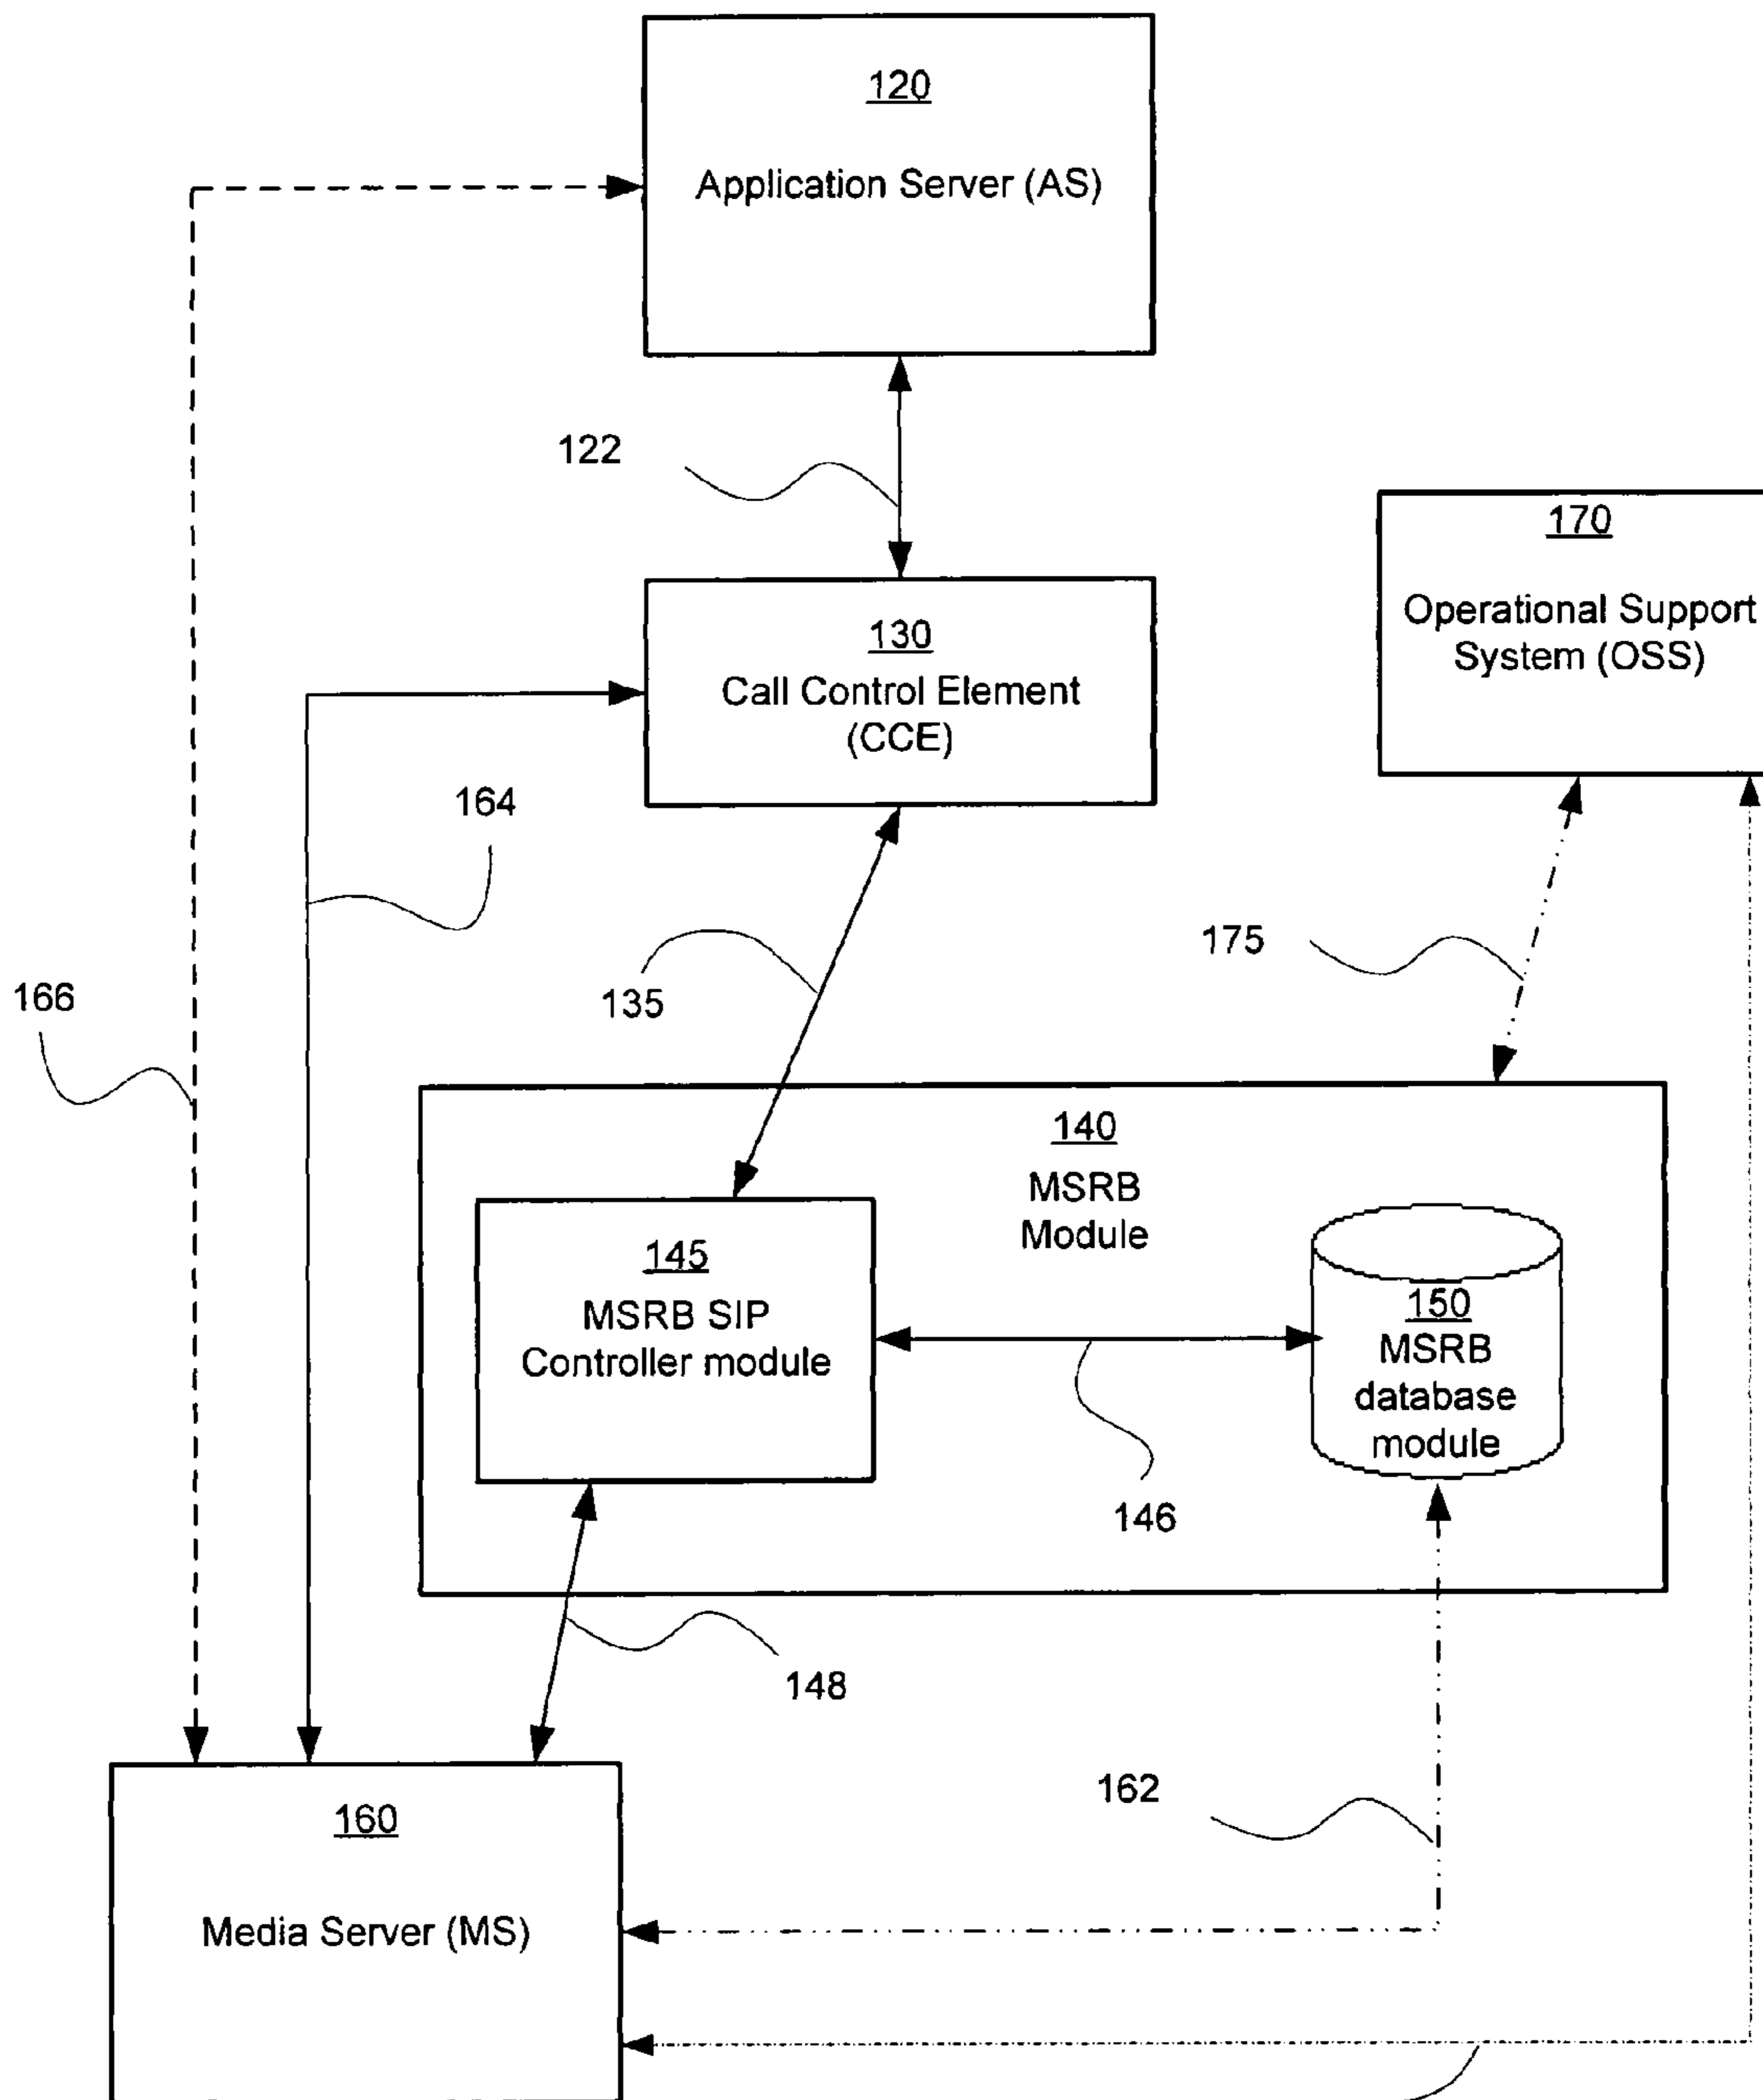 120
Application Server (AS)
122
170
Operational Support
System (OSS)
130
Call Control Element
(CCE)
164
175
135
166
140
MSRB
Module
145
MSRB SIP
Controller module
150
MSRB
database
module
146
148
162
160
Media Server (MS)